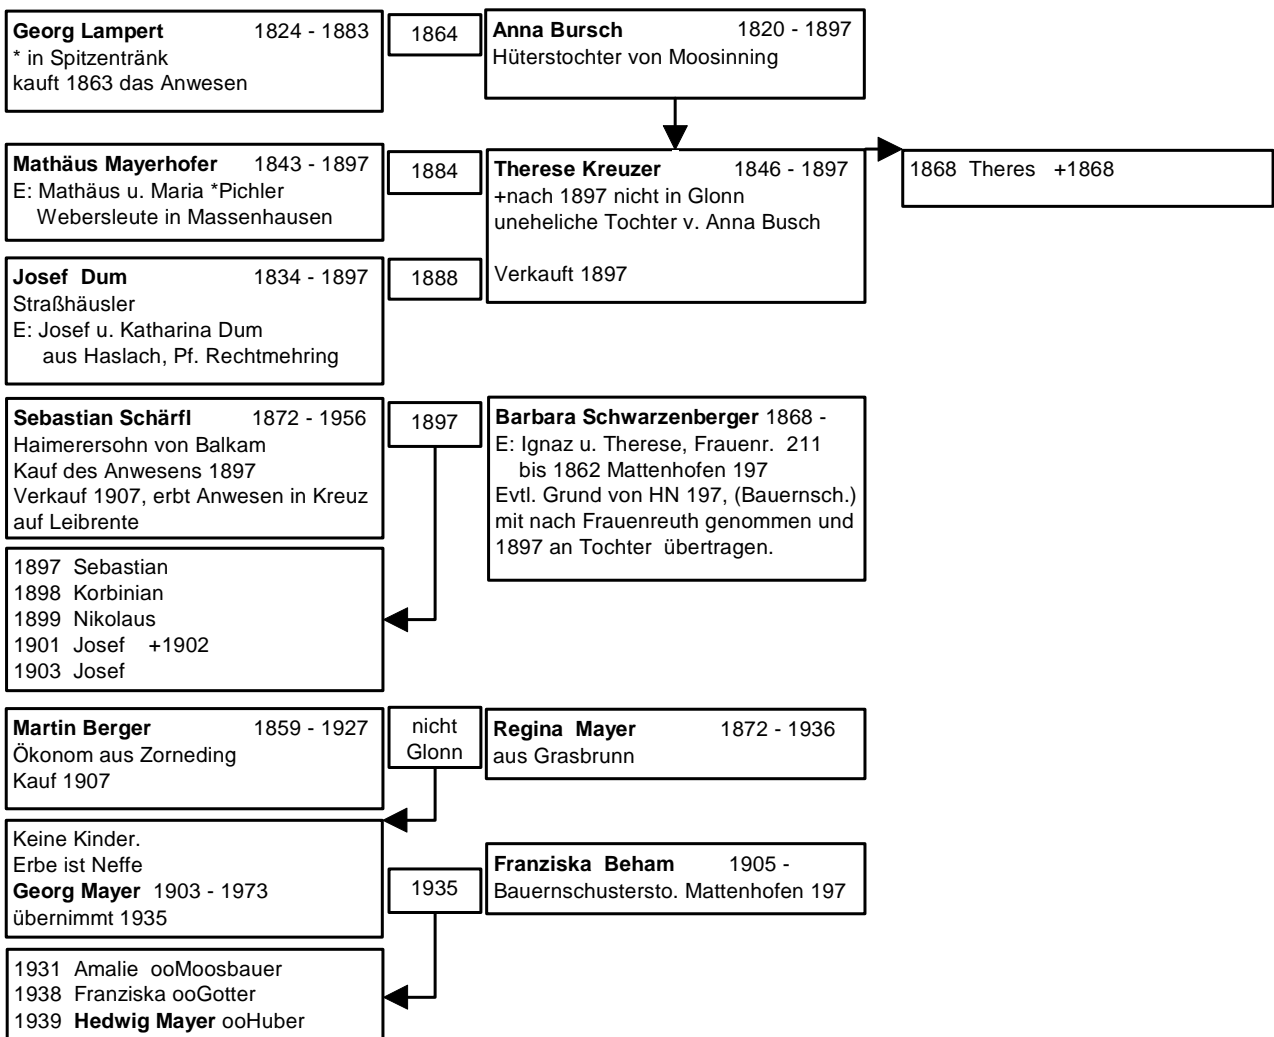 Georg Lampert 1824 - 1883
* in Spitzentränk
kauft 1863 das Anwesen
1864
Anna Bursch 1820 - 1897
Hüterstochter von Moosinning
Mathäus Mayerhofer 1843 - 1897
E: Mathäus u. Maria *Pichler
Webersleute in Massenhausen
1884
Therese Kreuzer 1846 - 1897
+nach 1897 nicht in Glonn
uneheliche Tochter v. Anna Busch
Verkauft 1897
1868 Theres +1868
Josef Dum 1834 - 1897
Straßhäusler
E: Josef u. Katharina Dum
aus Haslach, Pf. Rechtmehring
1888
Sebastian Schärfl 1872 - 1956
Haimerersohn von Balkam
Kauf des Anwesens 1897
Verkauf 1907, erbt Anwesen in Kreuz
auf Leibrente
1897
Barbara Schwarzenberger 1868 -
E: Ignaz u. Therese, Frauenr. 211
bis 1862 Mattenhofen 197
Evtl. Grund von HN 197, (Bauernsch.)
mit nach Frauenreuth genommen und
1897 an Tochter übertragen.
1897 Sebastian
1898 Korbinian
1899 Nikolaus
1901 Josef +1902
1903 Josef
Martin Berger 1859 - 1927
Ökonom aus Zorneding
Kauf 1907
nicht
Glonn
Regina Mayer 1872 - 1936
aus Grasbrunn
Keine Kinder.
Erbe ist Neffe
Georg Mayer 1903 - 1973
übernimmt 1935
1935
Franziska Beham 1905 -
Bauernschustersto. Mattenhofen 197
1931 Amalie ooMoosbauer
1938 Franziska ooGotter
1939 Hedwig Mayer ooHuber